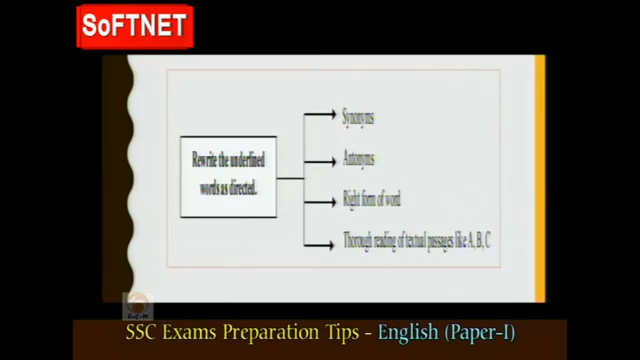 SoFTNET
Synonyms
Rewrite the underlined
words as directed.
Antonyms
Right form of word
Thorough reading of textual passages like A, B, C
SSC Exams Preparation Tips - English (Paper-I)